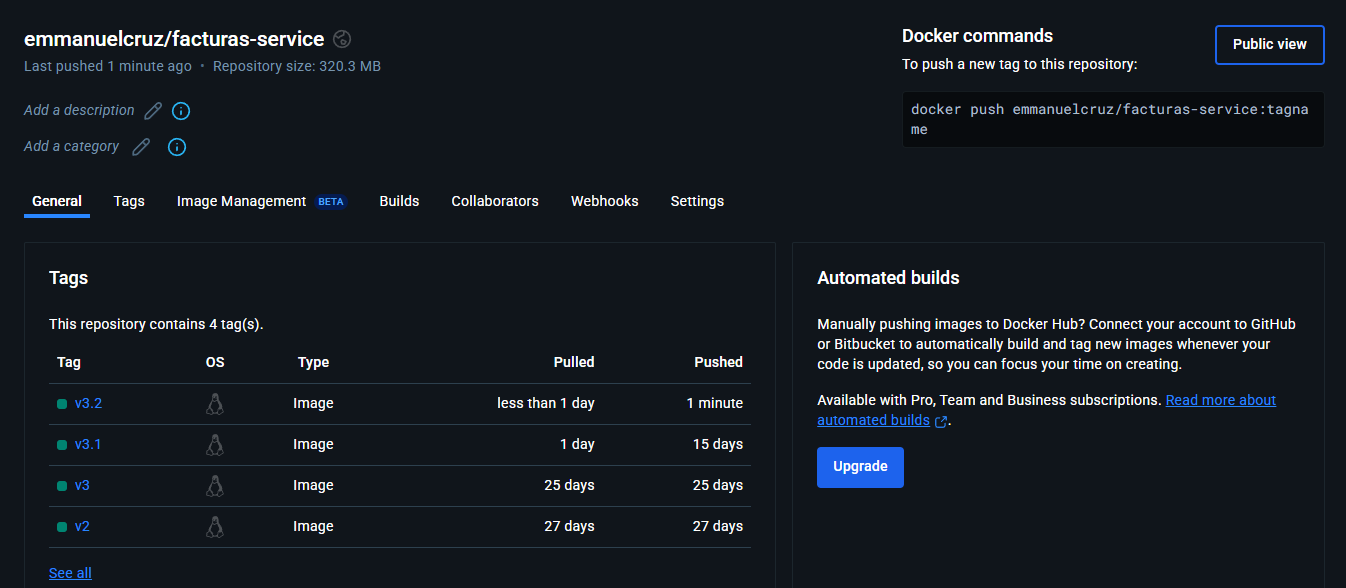 emmanuelcruz/facturas-service
Last pushed 1 minute ago • Repository size: 320.3 MB
Add a description
Add a category
Docker commands
To push a new tag to this repository:
Public view
docker push emmanuelcruz/facturas-service:tagna
me
General Tags Image Management BETA Builds Collaborators Webhooks Settings
Tags
This repository contains 4 tag(s).
Tag OS Type Pulled Pushed
v3.2 Image less than 1 day 1 minute
v3.1 Image 1 day 15 days
v3 Image 25 days 25 days
v2 Image 27 days 27 days
See all
Automated builds
Manually pushing images to Docker Hub? Connect your account to GitHub
or Bitbucket to automatically build and tag new images whenever your
code is updated, so you can focus your time on creating.
Available with Pro, Team and Business subscriptions. Read more about
automated builds.
Upgrade